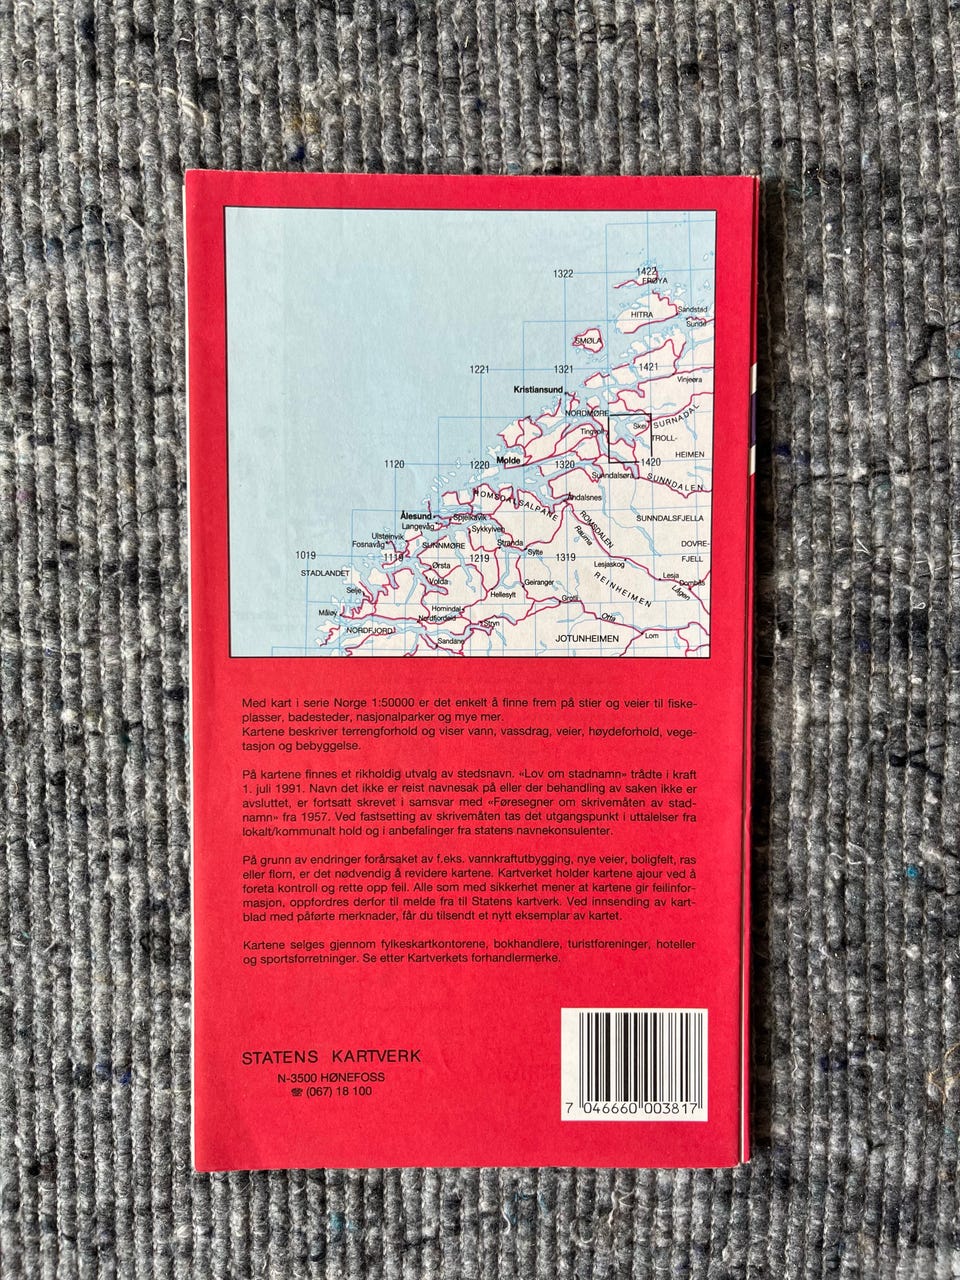 1322
1422
FRØYA
HITRA
Sandstad
Sunde
SMØLA
1221
1321
1421
Vinjeøra
Kristiansund
NORDMØRE
SURNADAL
Skei
Tingvoll
TROLL-
HEIMEN
1120
1220
Molde
1320
1420
Sunndalsøra
SUNNDALEN
ROMSDALSALPANE
Åndalsnes
Ålesund
Spjelkavik
Langevåg
ROMSDALEN
SUNNDALSFJELLA
Ulsteinvik
Sykkylven
Rauma
Fosnavåg
SUNNMØRE
Stranda
Sylte
DOVRE-
FJELL
1019
1119
1219
1319
Ørsta
Lesjaskog
STADLANDET
Volda
Geiranger
REINHEIMEN
Lesja
Dombås
Selje
Hellesylt
Grotli
Lågen
Måløy
Hornindal
Nordfjordeid
Stryn
Otta
NORDFJORD
Sandane
JOTUNHEIMEN
Lom
Med kart i serie Norge 1:50000 er det enkelt å finne frem på stier og veier til fiske-
plasser, badesteder, nasjonalparker og mye mer.
Kartene beskriver terrengforhold og viser vann, vassdrag, veier, høydeforhold, vege-
tasjon og bebyggelse.
På kartene finnes et rikholdig utvalg av stedsnavn. «Lov om stadnamn» trådte i kraft
1. juli 1991. Navn det ikke er reist navnesak på eller der behandling av saken ikke er
avsluttet, er fortsatt skrevet i samsvar med «Føresegner om skrivemåten av stad-
namn» fra 1957. Ved fastsetting av skrivemåten tas det utgangspunkt i uttalelser fra
lokalt/kommunalt hold og i anbefalinger fra statens navnekonsulenter.
På grunn av endringer forårsaket av f.eks. vannkraftutbygging, nye veier, boligfelt, ras
eller flom, er det nødvendig å revidere kartene. Kartverket holder kartene ajour ved å
foreta kontroll og rette opp feil. Alle som med sikkerhet mener at kartene gir feilinfor-
masjon, oppfordres derfor til melde fra til Statens kartverk. Ved innsending av kart-
blad med påførte merknader, får du tilsendt et nytt eksemplar av kartet.
Kartene selges gjennom fylkeskartkontorene, bokhandlere, turistforeninger, hoteller
og sportsforretninger. Se etter Kartverkets forhandlermerke.
STATENS KARTVERK
N-3500 HØNEFOSS
☏ (067) 18 100
7 046660 003817